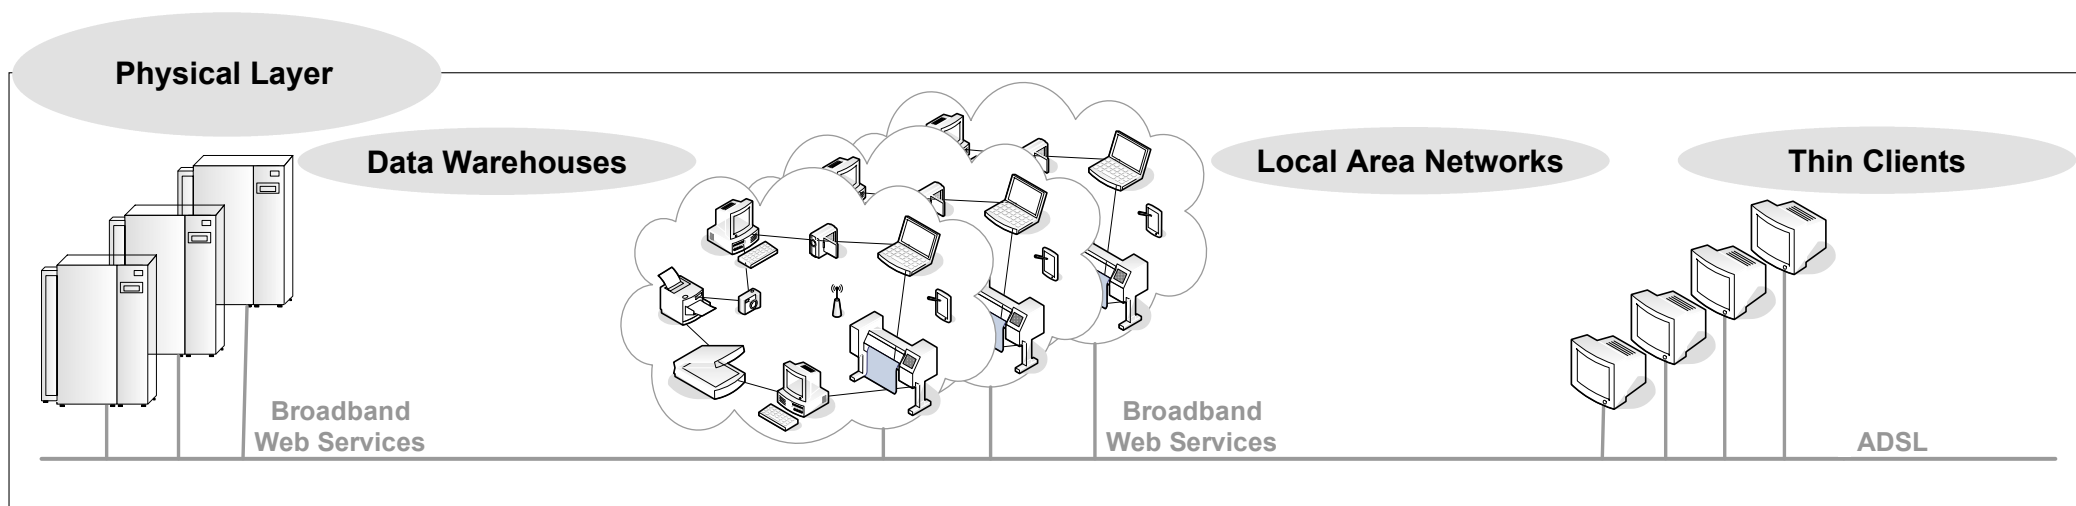 Physical Layer
Data Warehouses
Local Area Networks
Thin Clients
Broadband
Web Services
Broadband
Web Services
ADSL